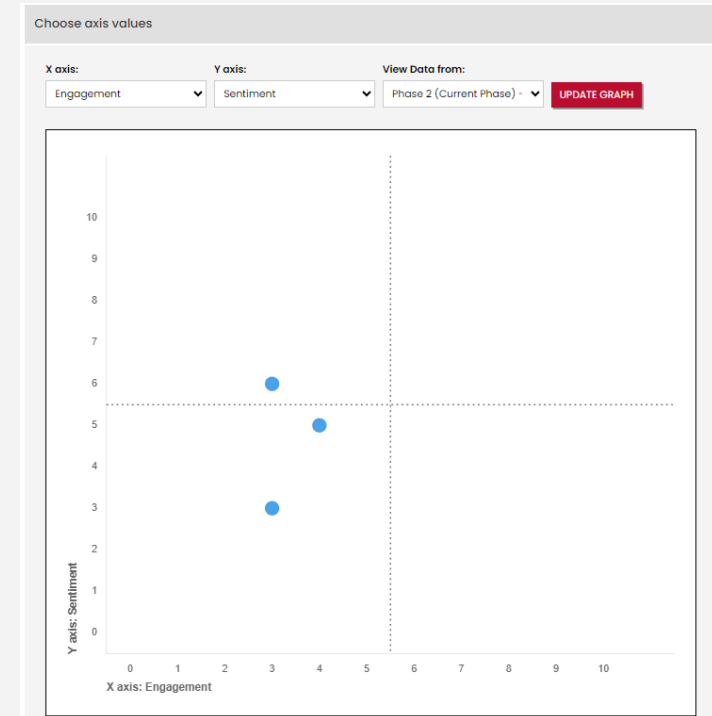 Choose axis values
X axis: Y axis: View Data from:
Engagement Sentiment Phase 2 (Current Phase) - UPDATE GRAPH
10
9
8
7
6
5
4
3
2
1
0
Y axis: Sentiment
0 1 2 3 4 5 6 7 8 9 10
X axis: Engagement